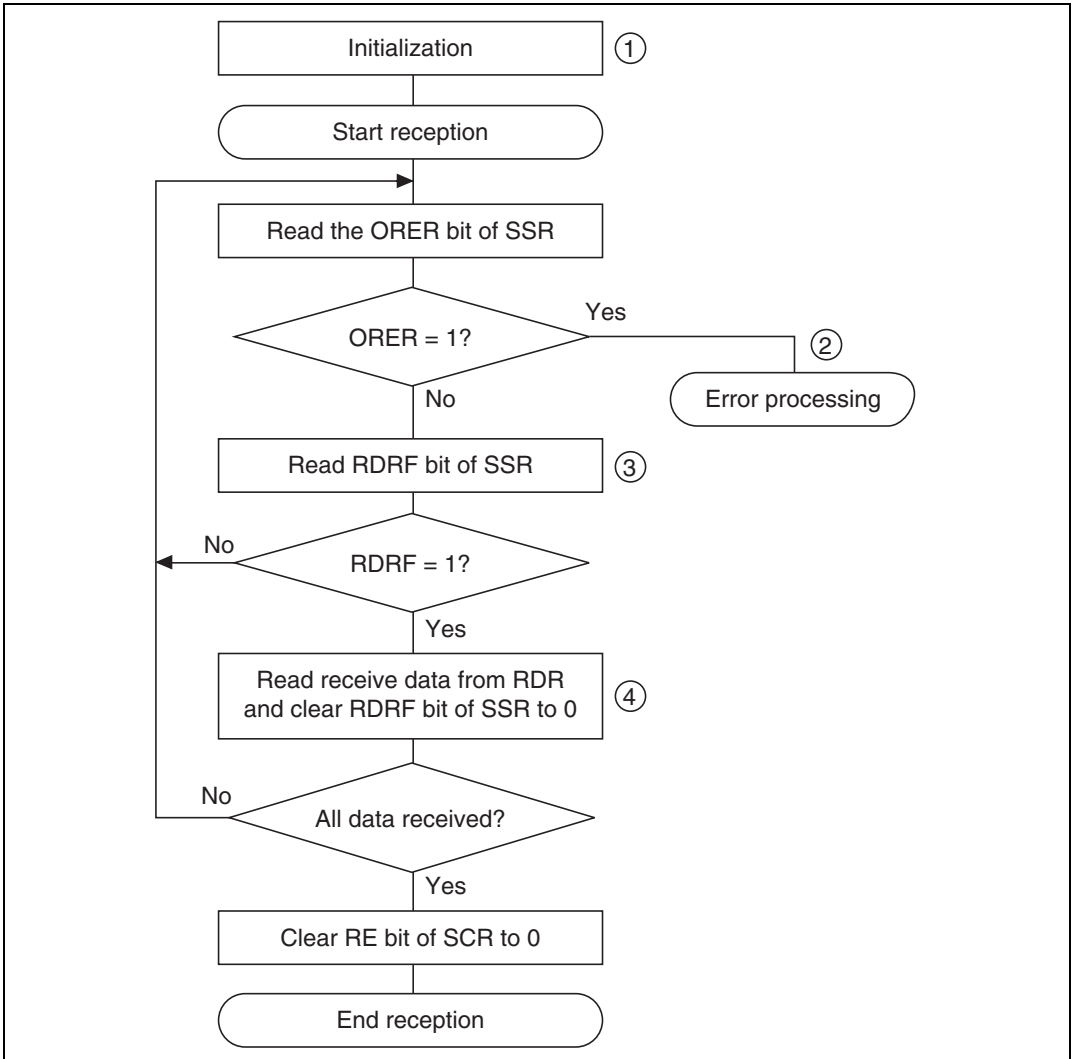 Initialization
①
Start reception
Read the ORER bit of SSR
ORER = 1?
Yes
②
Error processing
No
Read RDRF bit of SSR
③
RDRF = 1?
No
Yes
Read receive data from RDR
and clear RDRF bit of SSR to 0
④
All data received?
No
Yes
Clear RE bit of SCR to 0
End reception